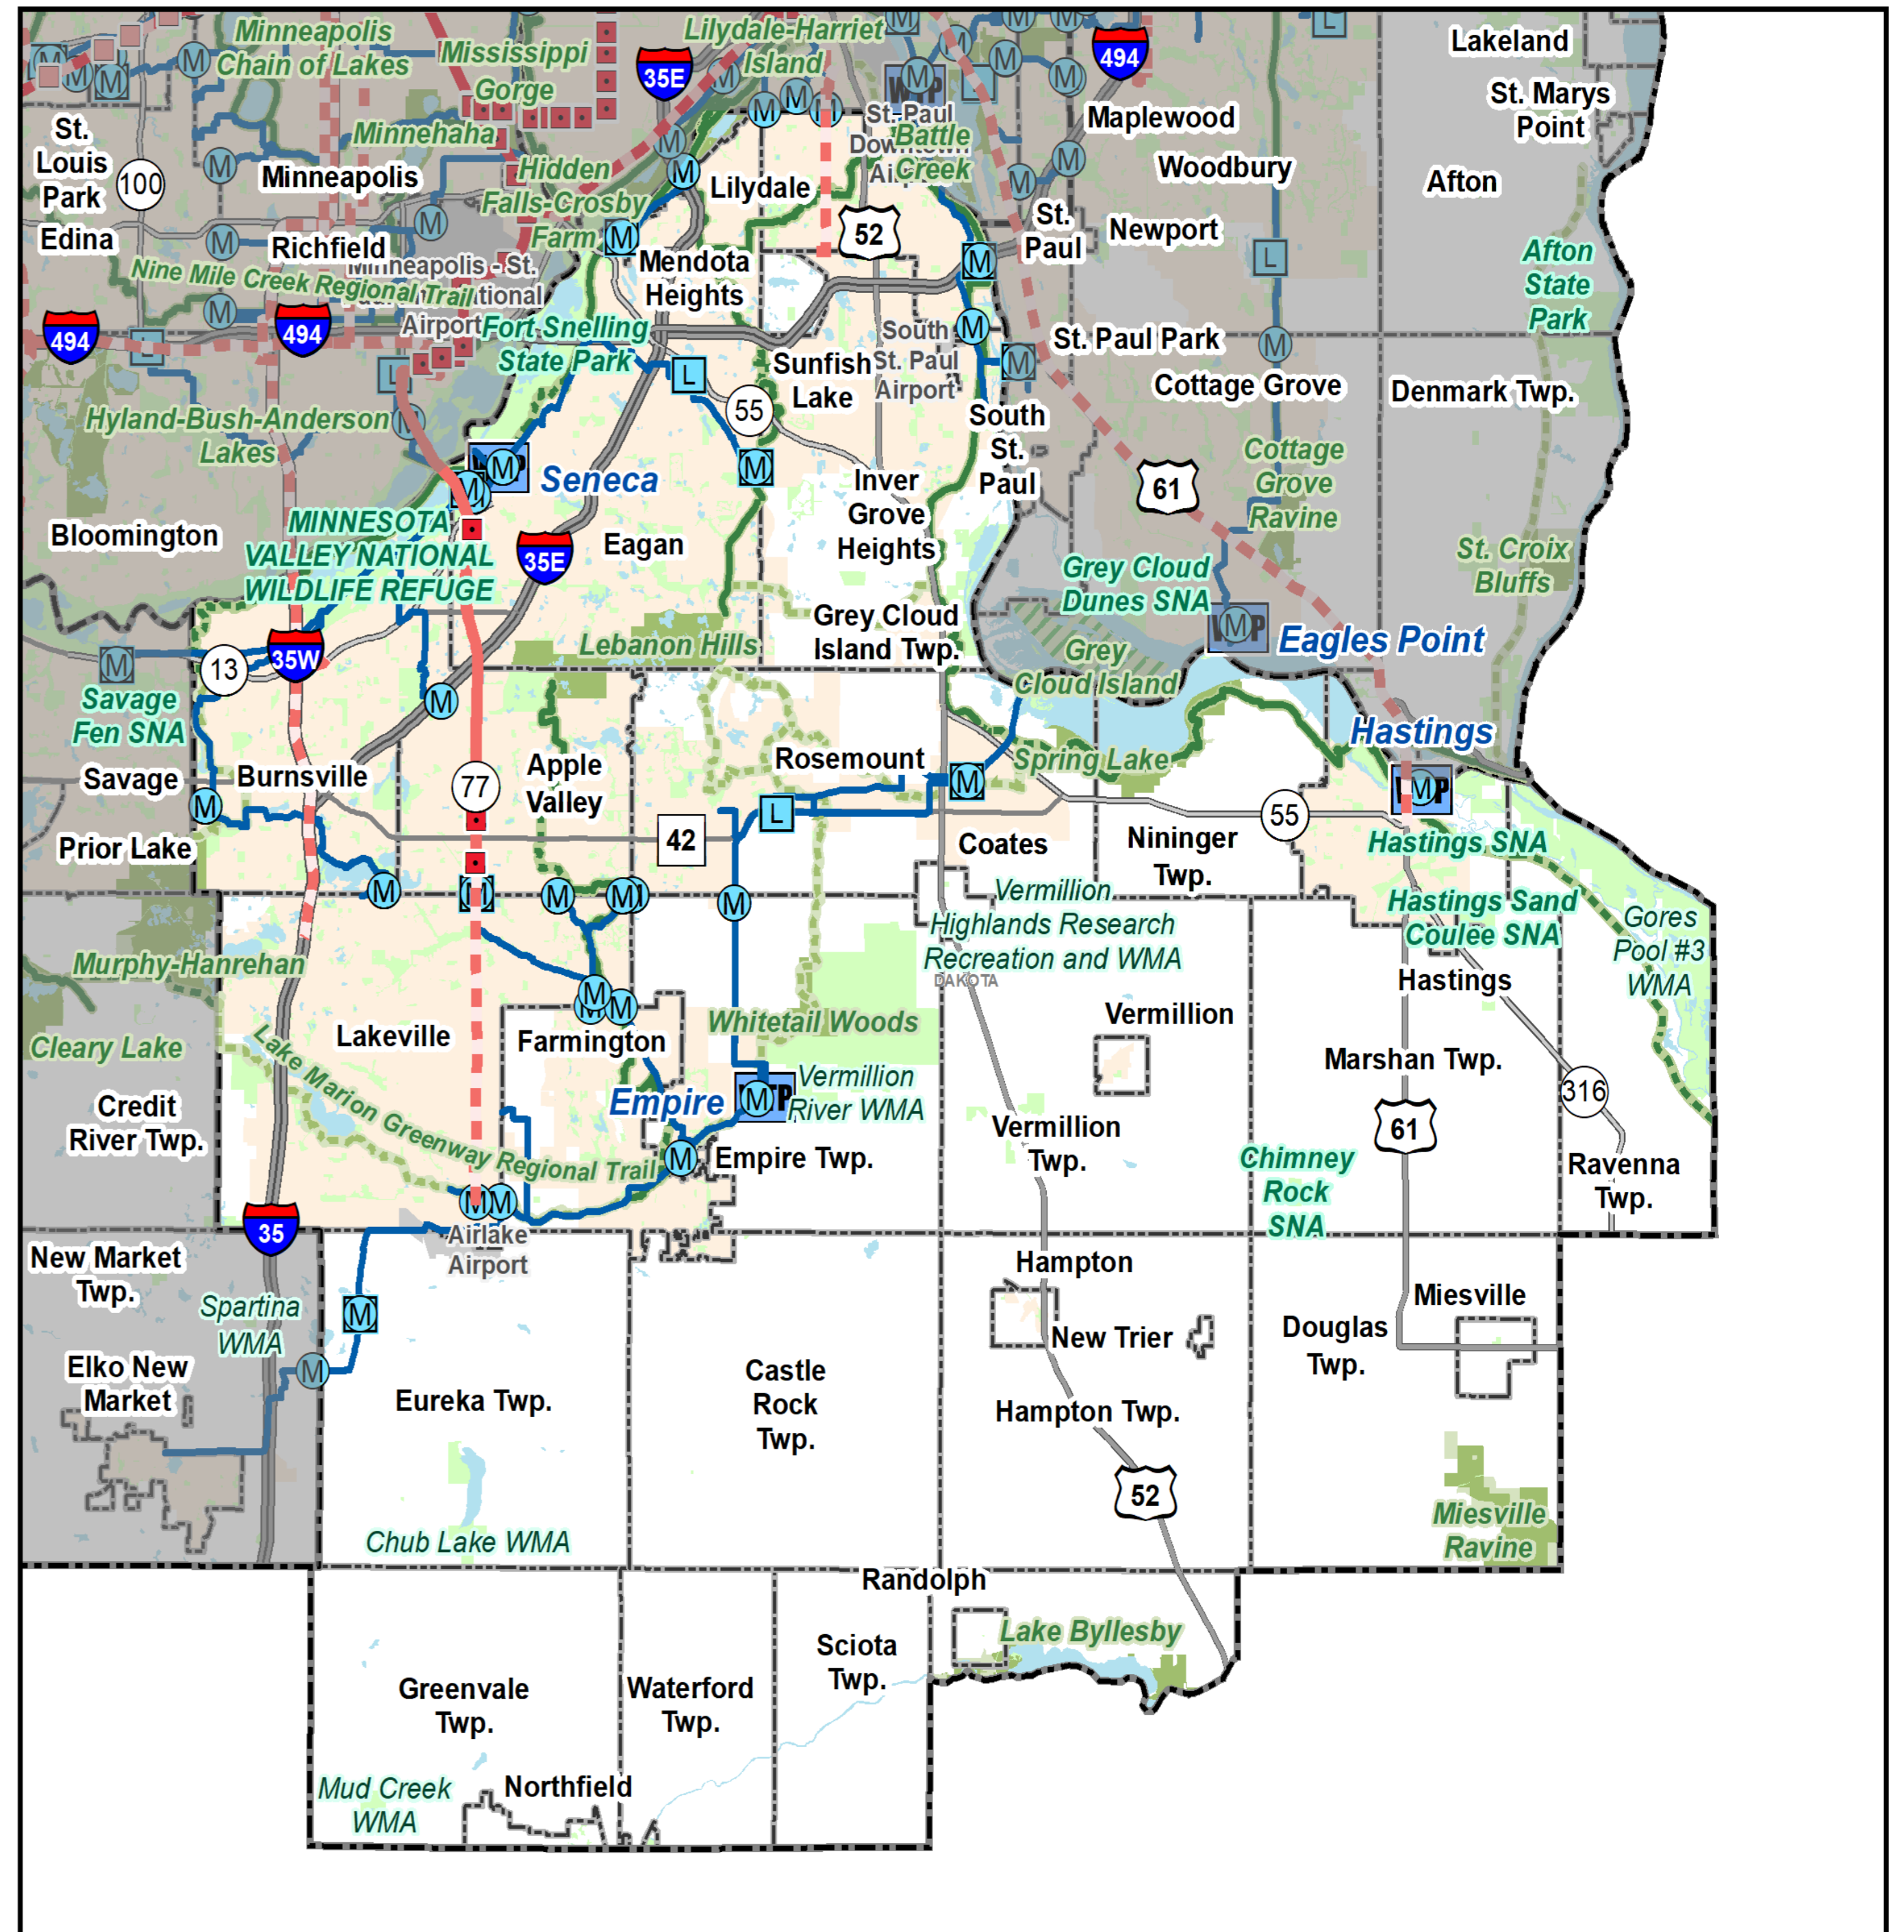 Minneapolis
Chain of Lakes
Mississippi
Gorge
Lilydale-Harriet
Island
35E
494
Lakeland
St. Marys
Point
St.
Louis
Park
100
Minneapolis
Minnehaha
Hidden
Falls-Crosby
Farm
Lilydale
St. Paul
Battle
Creek
Maplewood
Woodbury
Afton
Edina
Richfield
Nine Mile Creek Regional Trail
Airport
494
494
Fort Snelling
State Park
Mendota
Heights
52
St.
Paul
Newport
Afton
State
Park
South
St. Paul
Airport
Sunfish
Lake
St. Paul Park
Cottage Grove
Denmark Twp.
L
55
Hyland-Bush-Anderson
Lakes
South
St.
Paul
Cottage
Grove
Ravine
61
M
Seneca
Inver
Grove
Heights
Bloomington
MINNESOTA
VALLEY NATIONAL
WILDLIFE REFUGE
35E
Eagan
Grey Cloud
Dunes SNA
St. Croix
Bluffs
Grey Cloud
Island Twp.
Lebanon Hills
Grey
Cloud Island
M
Eagles Point
13
35W
M
Savage
Fen SNA
Savage
Burnsville
77
Apple
Valley
Rosemount
Spring Lake
Hastings
M
M
L
M
55
M
Prior Lake
42
Coates
Nininger
Twp.
Hastings SNA
M
M
M
M
M
Vermillion
Highlands Research
Recreation and WMA
DAKOTA
Hastings Sand
Coulee SNA
Gores
Pool #3
WMA
Murphy-Hanrehan
Hastings
Cleary Lake
Lakeville
Farmington
M
M
Whitetail Woods
Vermillion
Marshan Twp.
Lake Marion Greenway Regional Trail
Credit
River Twp.
Empire
M
Vermillion
River WMA
Vermillion
Twp.
61
316
Empire Twp.
M
Chimney
Rock
SNA
Ravenna
Twp.
M
M
35
Airlake
Airport
New Market
Twp.
Spartina
WMA
M
M
Hampton
New Trier
Miesville
Douglas
Twp.
Elko New
Market
Eureka Twp.
Castle
Rock
Twp.
Hampton Twp.
52
Chub Lake WMA
Miesville
Ravine
Randolph
Lake Byllesby
Sciota
Twp.
Greenvale
Twp.
Waterford
Twp.
Mud Creek
WMA
Northfield